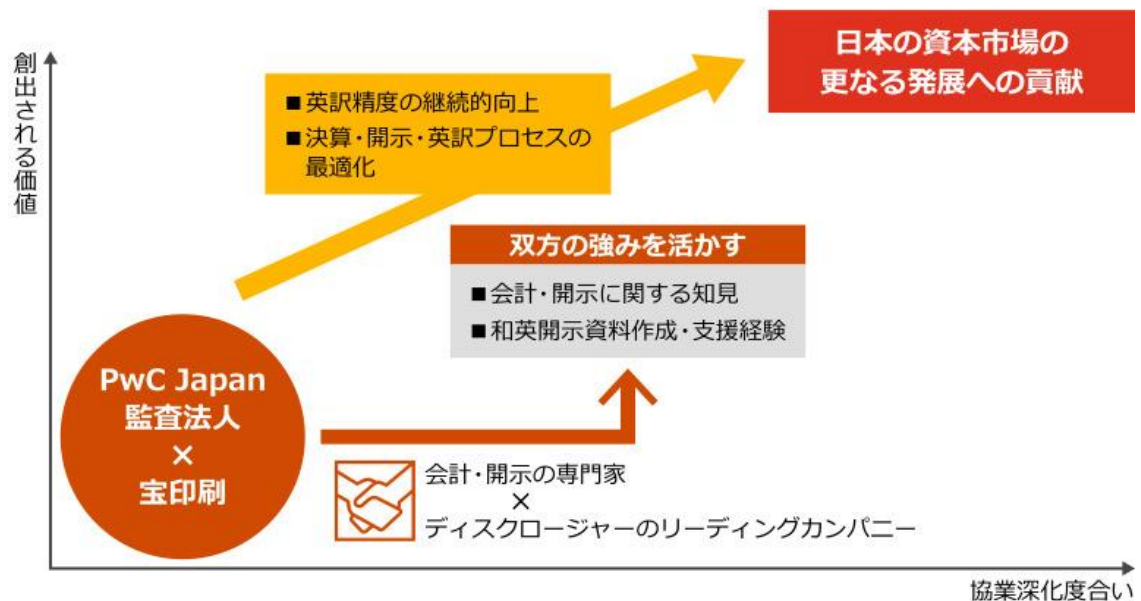 創出される価値
日本の資本市場の
更なる発展への貢献
■英訳精度の継続的向上
■決算・開示・英訳プロセスの
最適化
双方の強みを活かす
■会計・開示に関する知見
■和英開示資料作成・支援経験
PwC Japan
監査法人
×
宝印刷
会計・開示の専門家
×
ディスクロージャーのリーディングカンパニー
協業深化度合い